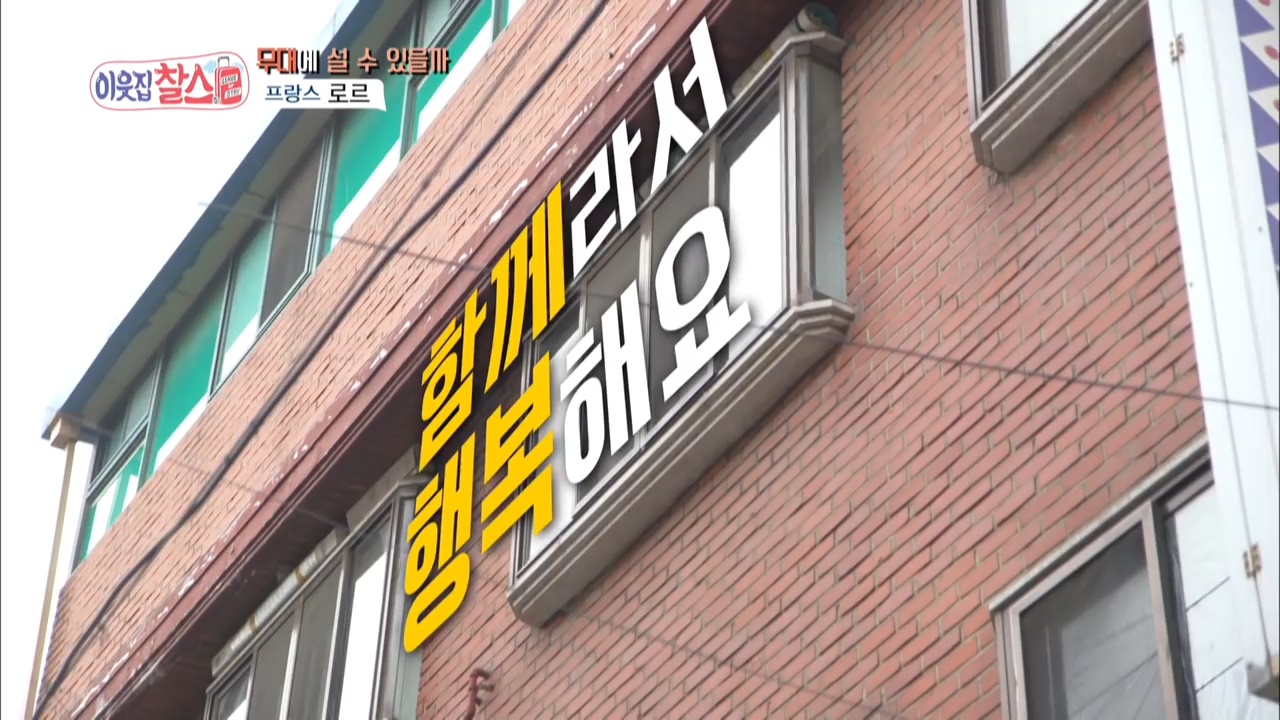 이웃집 찰스
무대에 설 수 있을까
프랑스 로르
함께라서
행복해요